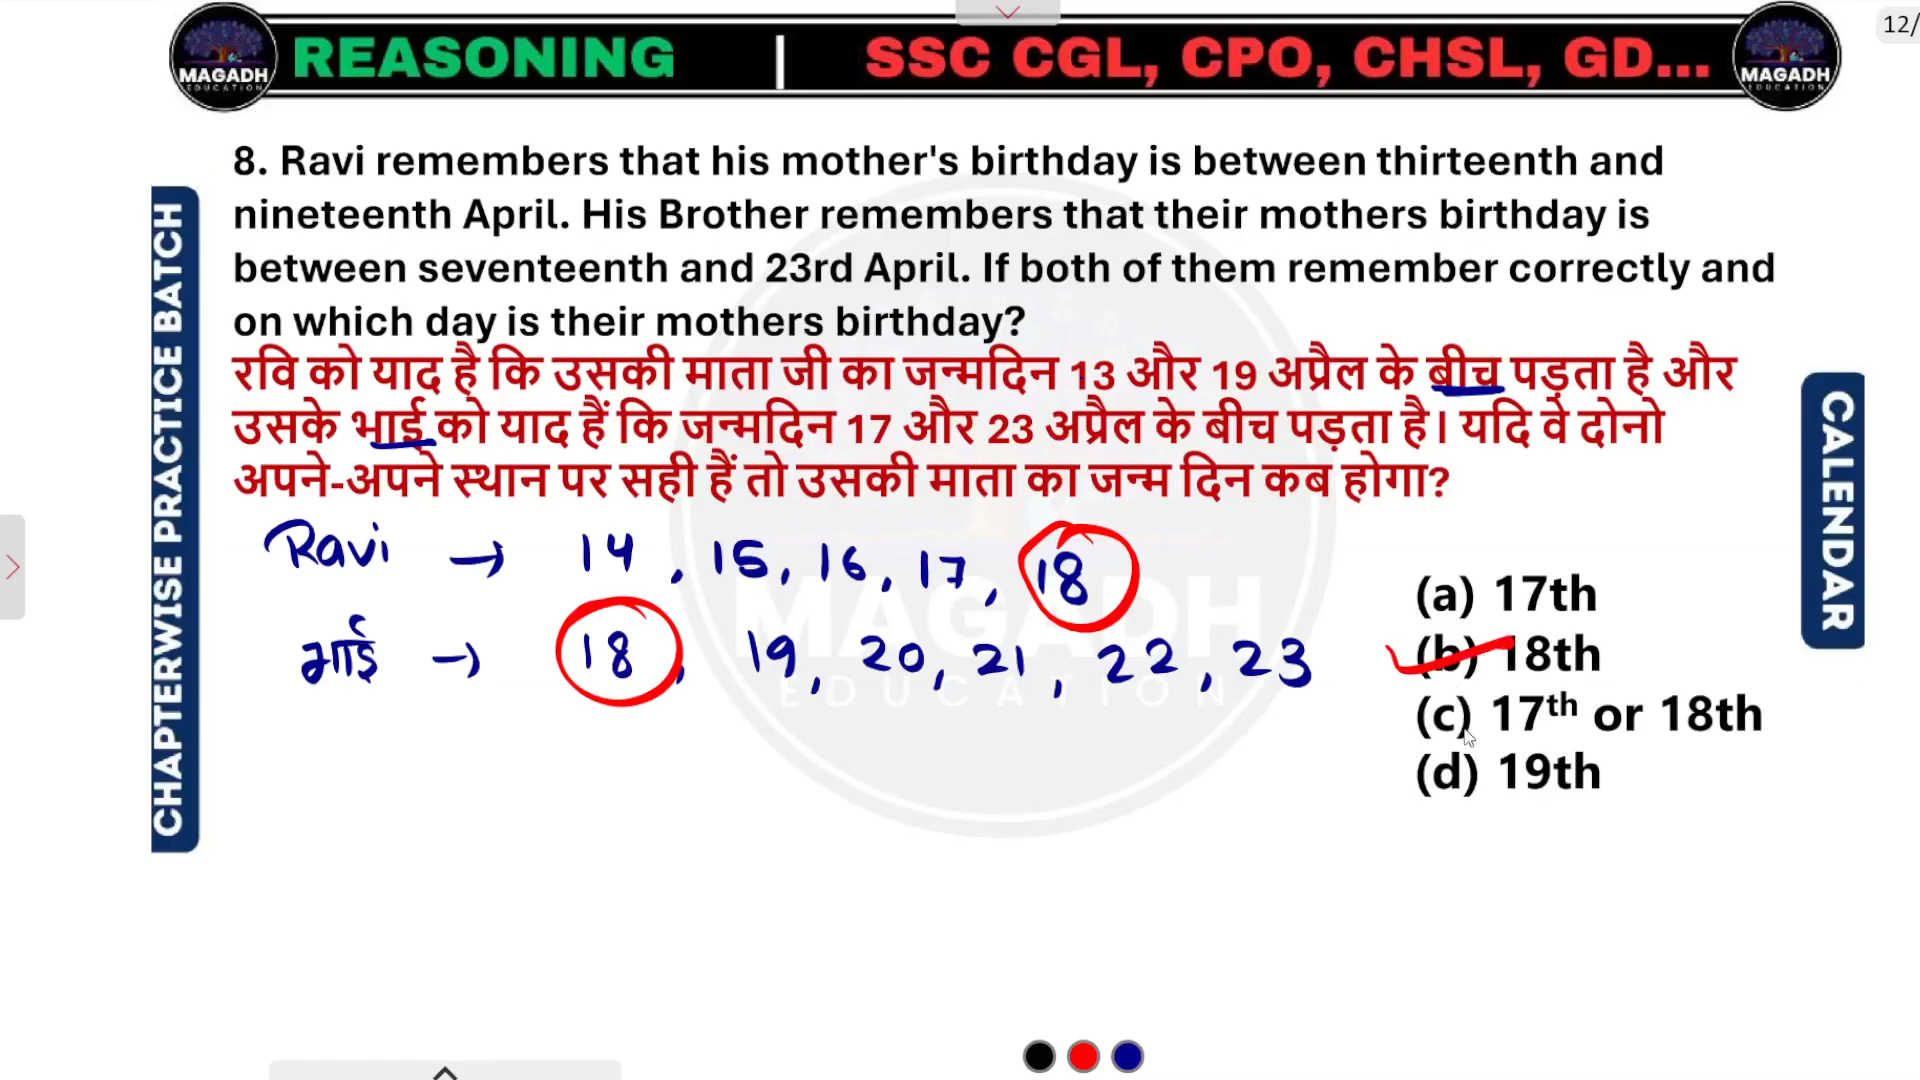 12/
MAGADH
EDUCATION
REASONING | SSC CGL, CPO, CHSL, GD...
MAGADH
EDUCATION
CHAPTERWISE PRACTICE BATCH
8. Ravi remembers that his mother's birthday is between thirteenth and
nineteenth April. His Brother remembers that their mothers birthday is
between seventeenth and 23rd April. If both of them remember correctly and
on which day is their mothers birthday?
रवि को याद है कि उसकी माता जी का जन्मदिन 13 और 19 अप्रैल के बीच पड़ता है और
उसके भाई को याद हैं कि जन्मदिन 17 और 23 अप्रैल के बीच पड़ता है। यदि वे दोनो
अपने-अपने स्थान पर सही हैं तो उसकी माता का जन्म दिन कब होगा?
Ravi → 14, 15, 16, 17, 18
भाई → 18, 19, 20, 21, 22, 23
MAGADH
EDUCATION
(a) 17th
(b) 18th
(c) 17th or 18th
(d) 19th
CALENDAR